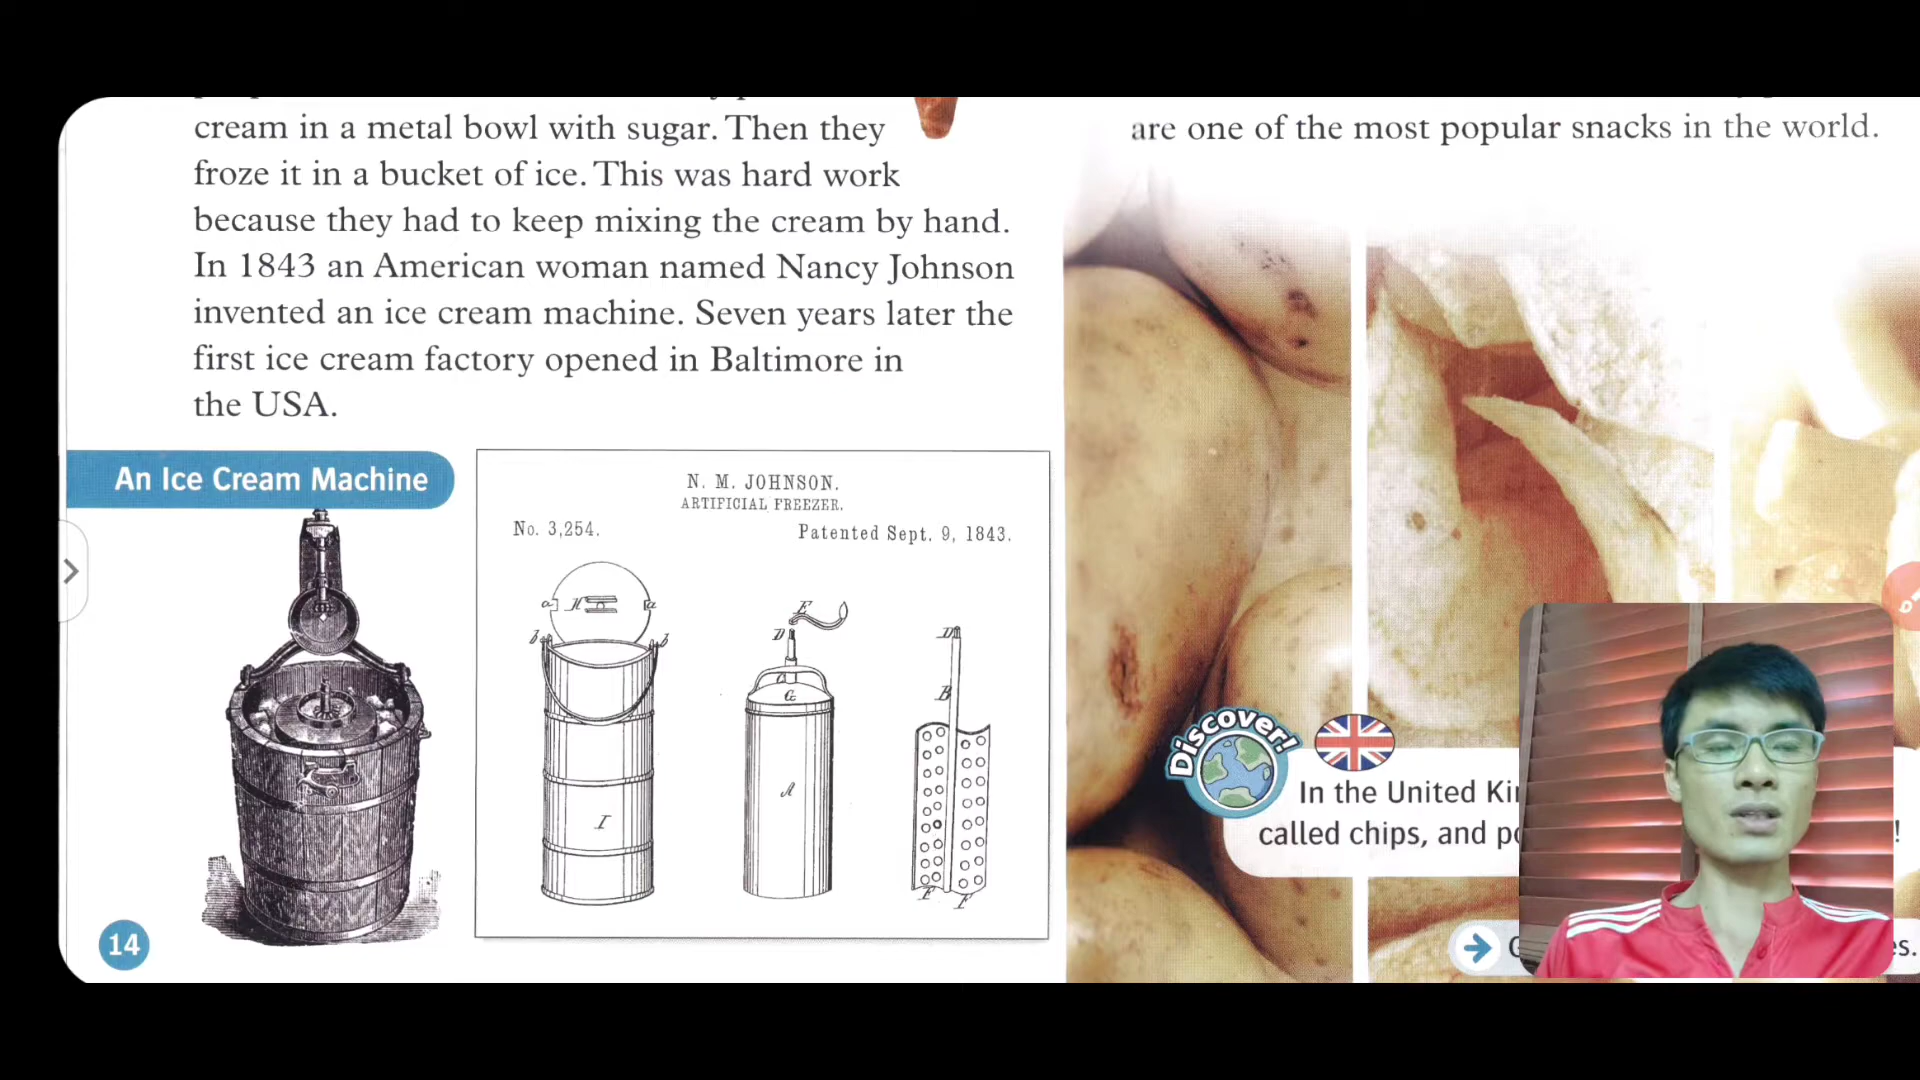 cream in a metal bowl with sugar. Then they
froze it in a bucket of ice. This was hard work
because they had to keep mixing the cream by hand.
In 1843 an American woman named Nancy Johnson
invented an ice cream machine. Seven years later the
first ice cream factory opened in Baltimore in
the USA.
An Ice Cream Machine
N. M. JOHNSON.
ARTIFICIAL FREEZER.
No. 3,254.
Patented Sept. 9, 1843.
a H a
b b
E
D
D
G
B
A
I
F F
14
are one of the most popular snacks in the world.
Discover!
In the United
called chips, and
!